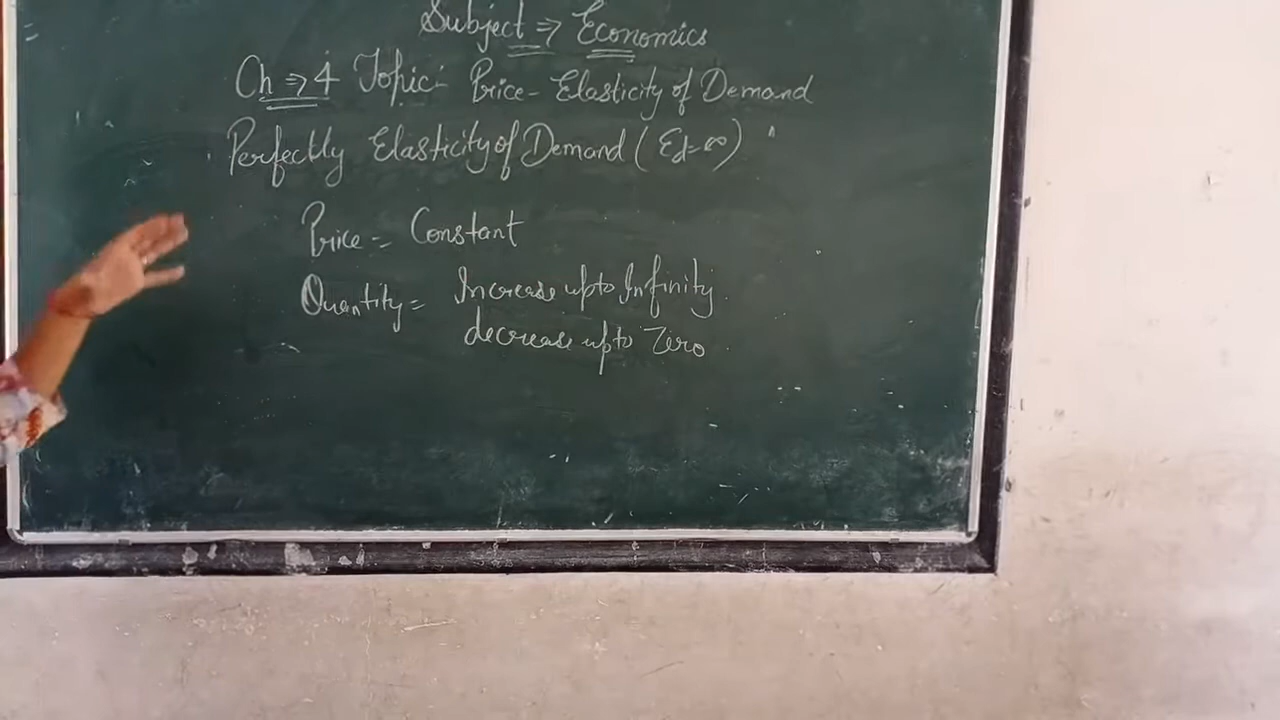 Subject ⇒ Economics
Ch ⇒ 4 Topic:- Price - Elasticity of Demand
Perfectly Elasticity of Demand (Ed=∞)
Price = Constant
Quantity = Increase upto Infinity.
decrease upto Zero.